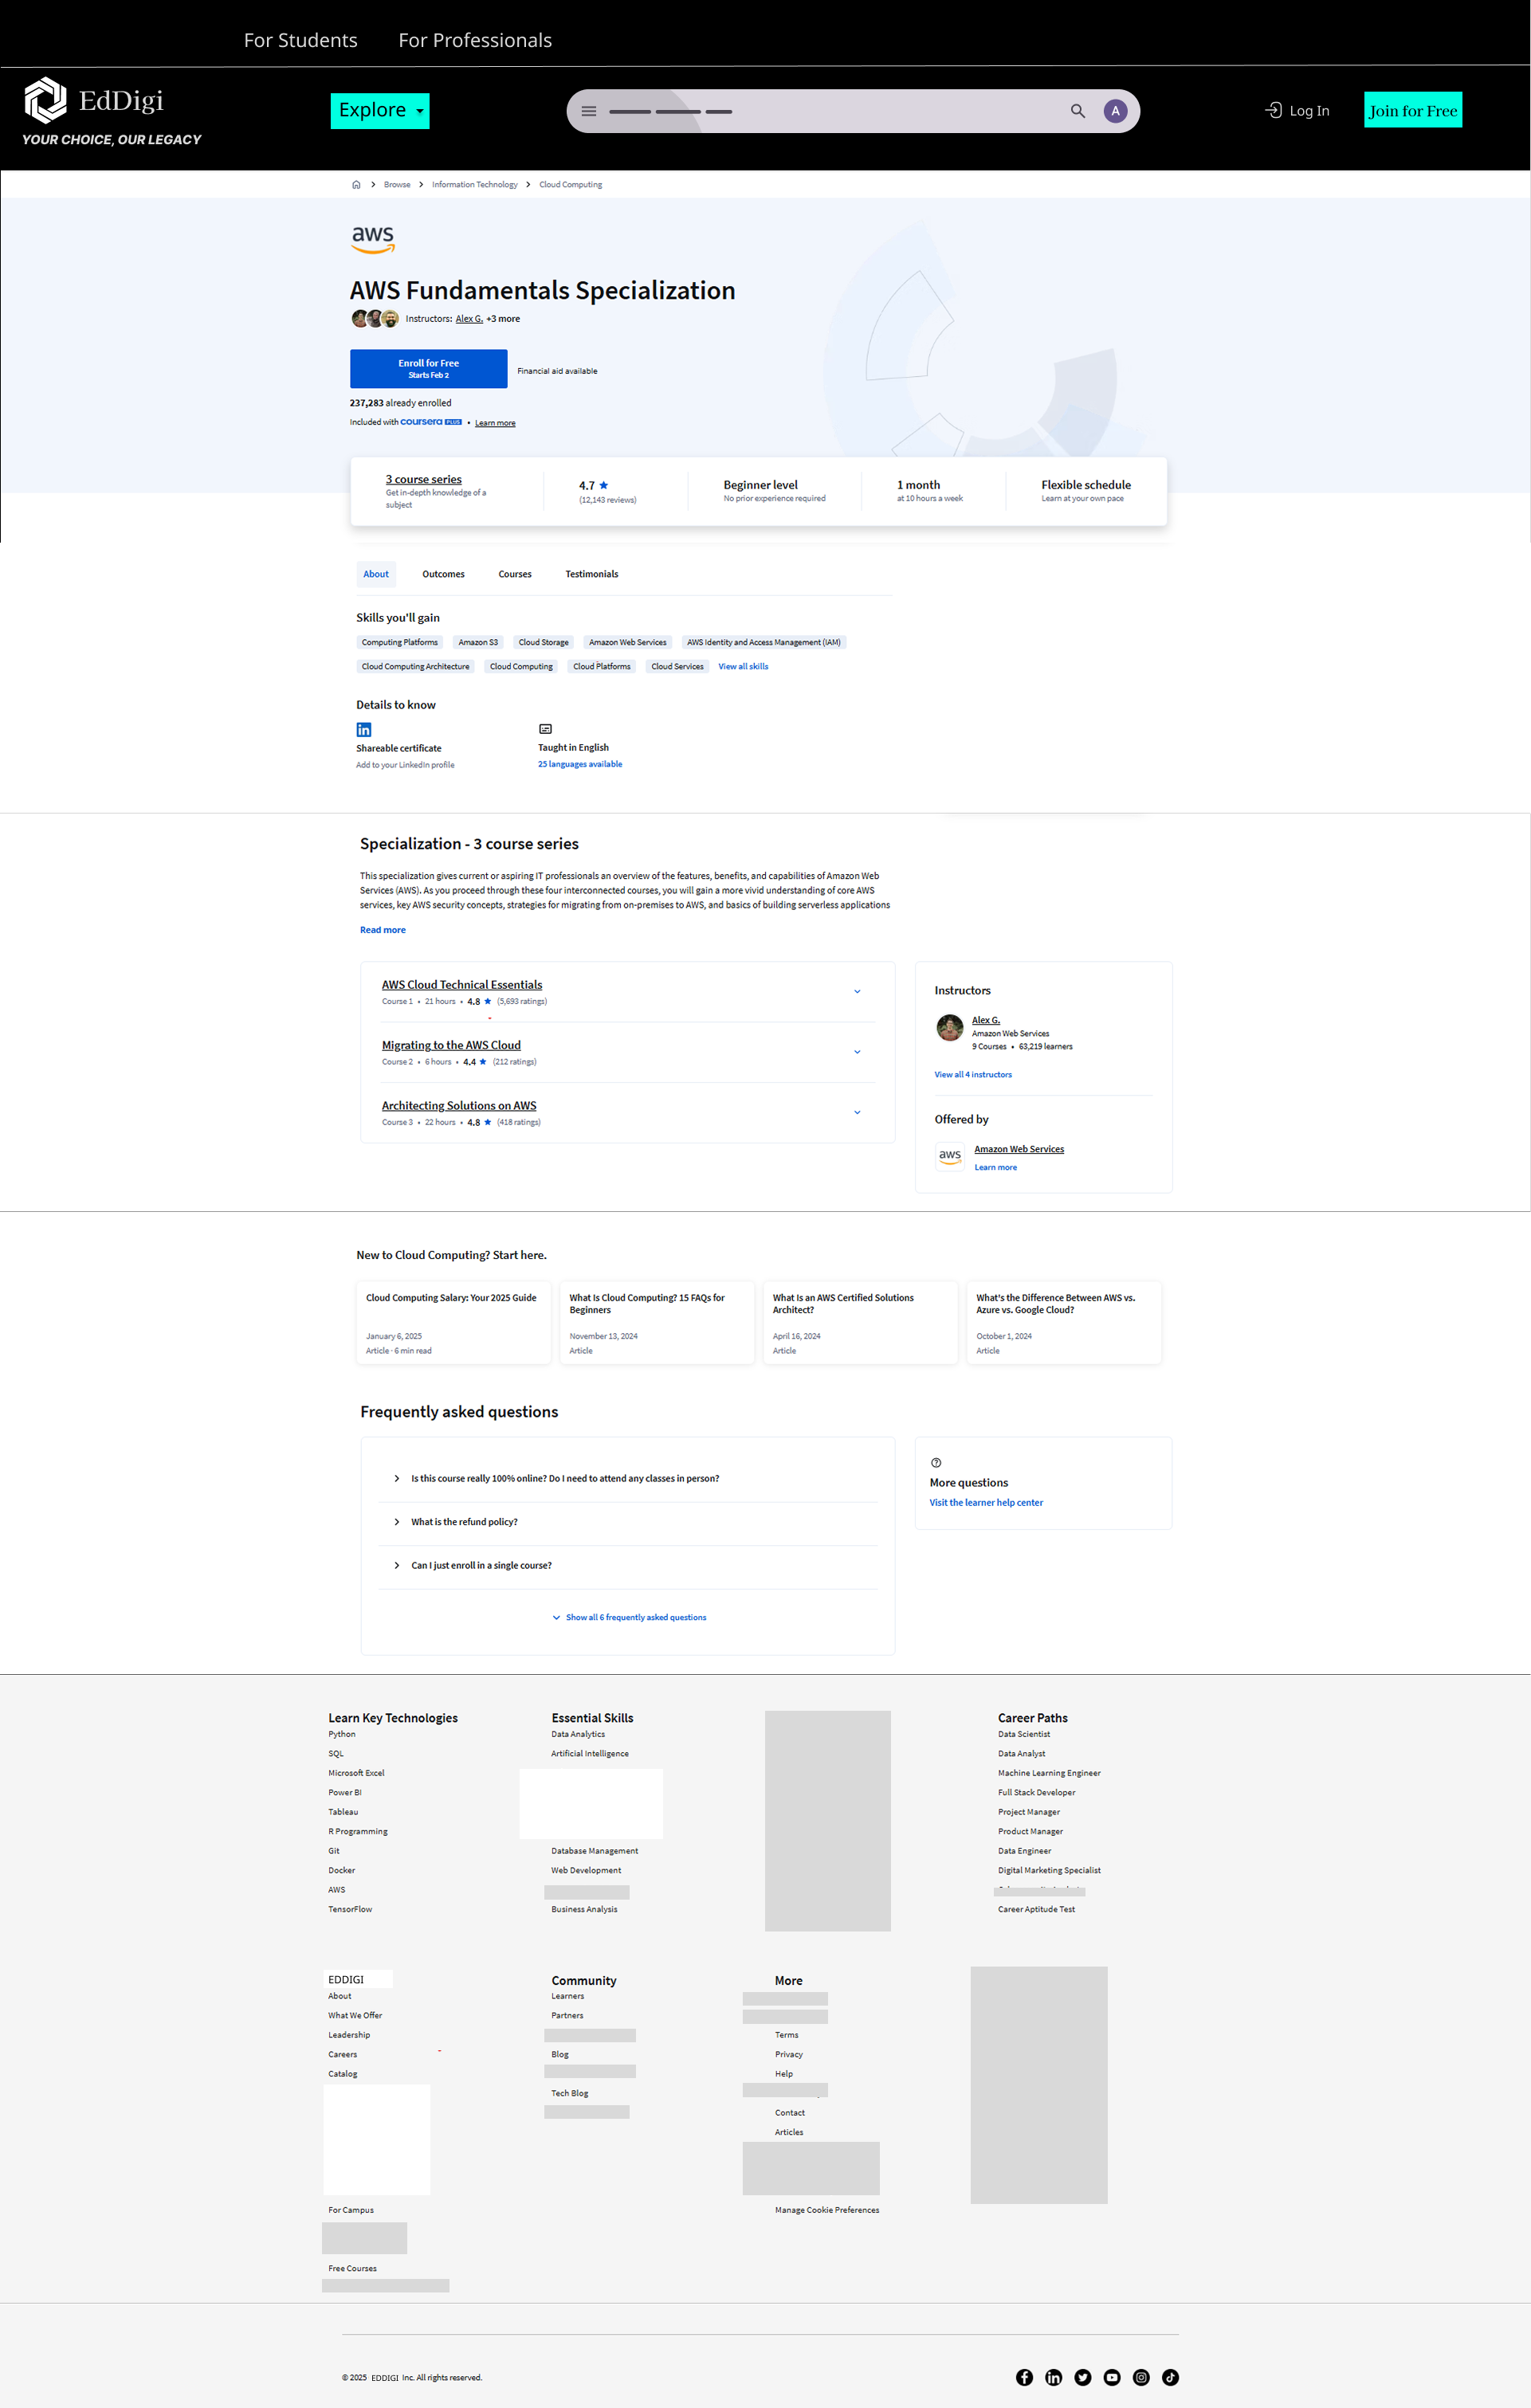 For Students
For Professionals
EdDigi
YOUR CHOICE, OUR LEGACY
Explore
A
Log In
Join for Free
Browse
Information Technology
Cloud Computing
aws
AWS Fundamentals Specialization
Instructors: Alex G. +3 more
Enroll for Free
Starts Feb 2
Financial aid available
237,283 already enrolled
Included with coursera PLUS • Learn more
3 course series
Get in-depth knowledge of a
subject
4.7
(12,143 reviews)
Beginner level
No prior experience required
1 month
at 10 hours a week
Flexible schedule
Learn at your own pace
About
Outcomes
Courses
Testimonials
Skills you'll gain
Computing Platforms
Amazon S3
Cloud Storage
Amazon Web Services
AWS Identity and Access Management (IAM)
Cloud Computing Architecture
Cloud Computing
Cloud Platforms
Cloud Services
View all skills
Details to know
in
Shareable certificate
Add to your LinkedIn profile
Taught in English
25 languages available
Specialization - 3 course series
This specialization gives current or aspiring IT professionals an overview of the features, benefits, and capabilities of Amazon Web
Services (AWS). As you proceed through these four interconnected courses, you will gain a more vivid understanding of core AWS
services, key AWS security concepts, strategies for migrating from on-premises to AWS, and basics of building serverless applications
Read more
AWS Cloud Technical Essentials
Course 1 • 21 hours • 4.8 (5,693 ratings)
Migrating to the AWS Cloud
Course 2 • 6 hours • 4.4 (212 ratings)
Architecting Solutions on AWS
Course 3 • 22 hours • 4.8 (418 ratings)
Instructors
Alex G.
Amazon Web Services
9 Courses • 63,219 learners
View all 4 instructors
Offered by
aws
Amazon Web Services
Learn more
New to Cloud Computing? Start here.
Cloud Computing Salary: Your 2025 Guide
January 6, 2025
Article · 6 min read
What Is Cloud Computing? 15 FAQs for
Beginners
November 13, 2024
Article
What Is an AWS Certified Solutions
Architect?
April 16, 2024
Article
What's the Difference Between AWS vs.
Azure vs. Google Cloud?
October 1, 2024
Article
Frequently asked questions
Is this course really 100% online? Do I need to attend any classes in person?
What is the refund policy?
Can I just enroll in a single course?
Show all 6 frequently asked questions
More questions
Visit the learner help center
Learn Key Technologies
Python
SQL
Microsoft Excel
Power BI
Tableau
R Programming
Git
Docker
AWS
TensorFlow
Essential Skills
Data Analytics
Artificial Intelligence
Database Management
Web Development
Business Analysis
Career Paths
Data Scientist
Data Analyst
Machine Learning Engineer
Full Stack Developer
Project Manager
Product Manager
Data Engineer
Digital Marketing Specialist
Career Aptitude Test
EDDIGI
About
What We Offer
Leadership
Careers
Catalog
For Campus
Free Courses
Community
Learners
Partners
Blog
Tech Blog
More
Terms
Privacy
Help
Contact
Articles
Manage Cookie Preferences
© 2025 EDDIGI Inc. All rights reserved.